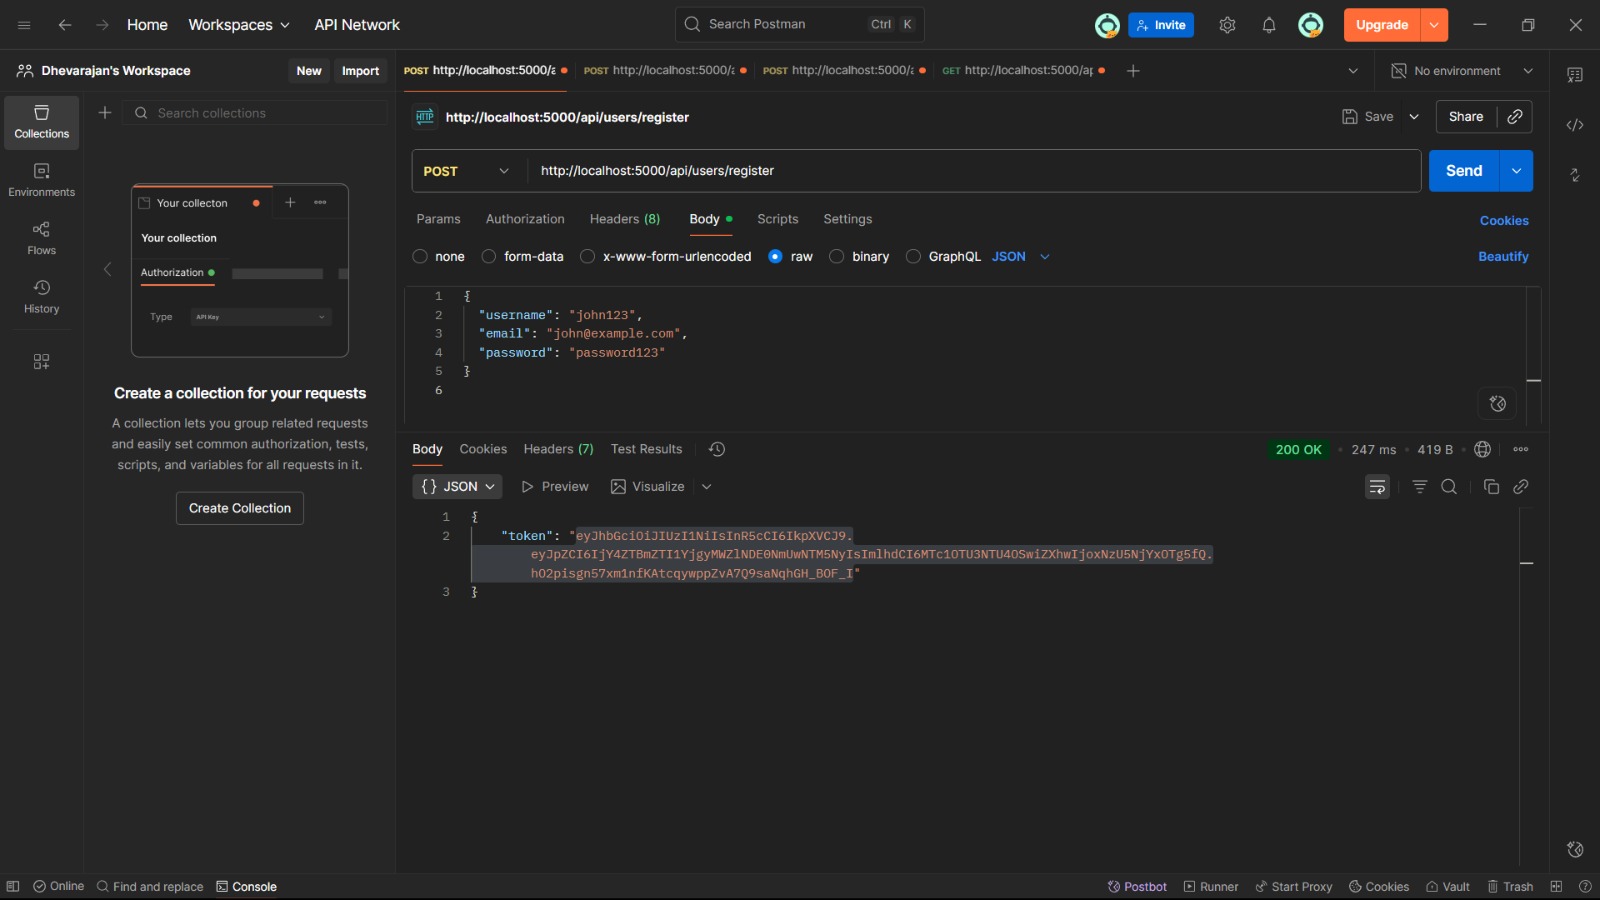 Home
Workspaces
API Network
Search Postman
Ctrl
K
Invite
Upgrade
Dhevarajan's Workspace
New
Import
POST http://localhost:5000/a
POST http://localhost:5000/a
POST http://localhost:5000/a
GET http://localhost:5000/ap
No environment
Collections
Environments
Flows
History
Search collections
Your collecton
Your collection
Authorization
Type
API Key
Create a collection for your requests
A collection lets you group related requests
and easily set common authorization, tests,
scripts, and variables for all requests in it.
Create Collection
HTTP
http://localhost:5000/api/users/register
Save
Share
POST
http://localhost:5000/api/users/register
Send
Params
Authorization
Headers (8)
Body
Scripts
Settings
Cookies
none
form-data
x-www-form-urlencoded
raw
binary
GraphQL
JSON
Beautify
1 {
2 "username": "john123",
3 "email": "john@example.com",
4 "password": "password123"
5 }
6
Body
Cookies
Headers (7)
Test Results
200 OK
247 ms
419 B
{} JSON
Preview
Visualize
1 {
2 "token": "eyJhbGciOiJIUzI1NiIsInR5cCI6IkpXVCJ9.
eyJpZCI6IjY4ZTBmZTI1YjgyMWZlNDE0NmUwNTM5NyIsImlhdCI6MTc1OTU3NTU4OSwiZXhwIjoxNzU5NjYxOTg5fQ.
hO2pisgn57xm1nfKAtcqywppZvA7Q9saNqhGH_BOF_I"
3 }
Online
Find and replace
Console
Postbot
Runner
Start Proxy
Cookies
Vault
Trash